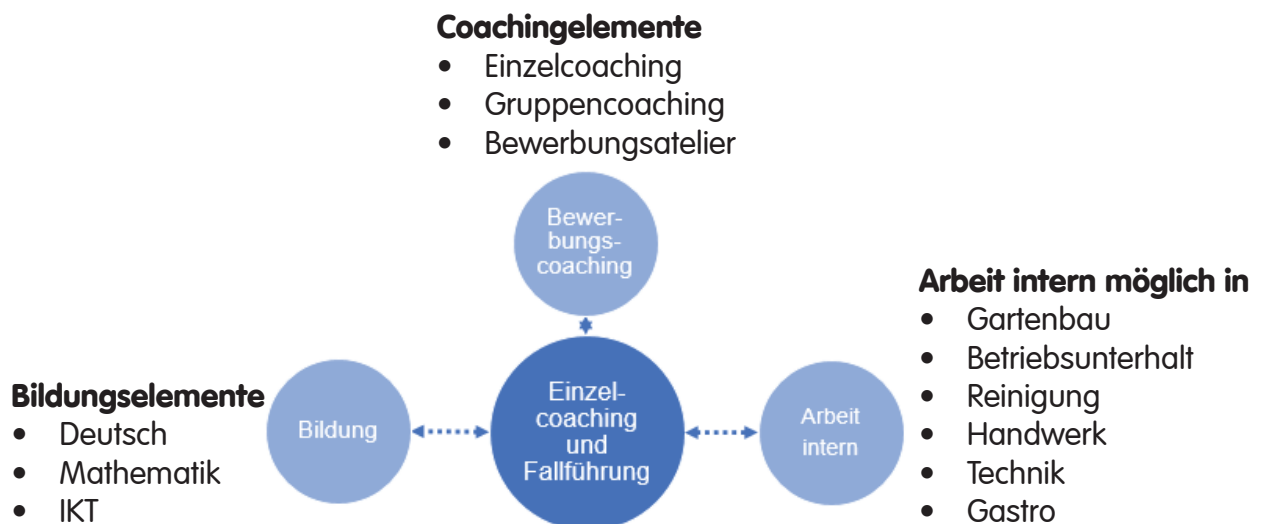 Coachingelemente
• Einzelcoaching
• Gruppencoaching
• Bewerbungsatelier
Bewer-
bungs-
coaching
Bildungselemente
• Deutsch
• Mathematik
• IKT
Bildung
Einzel-
coaching
und
Fallführung
Arbeit
intern
Arbeit intern möglich in
• Gartenbau
• Betriebsunterhalt
• Reinigung
• Handwerk
• Technik
• Gastro